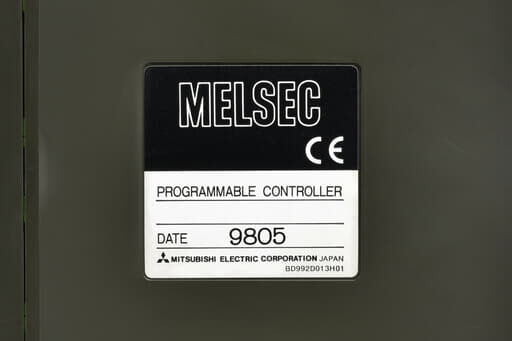 MELSEC
CE
PROGRAMMABLE CONTROLLER
DATE 9805
MITSUBISHI ELECTRIC CORPORATION JAPAN
BD992D013H01